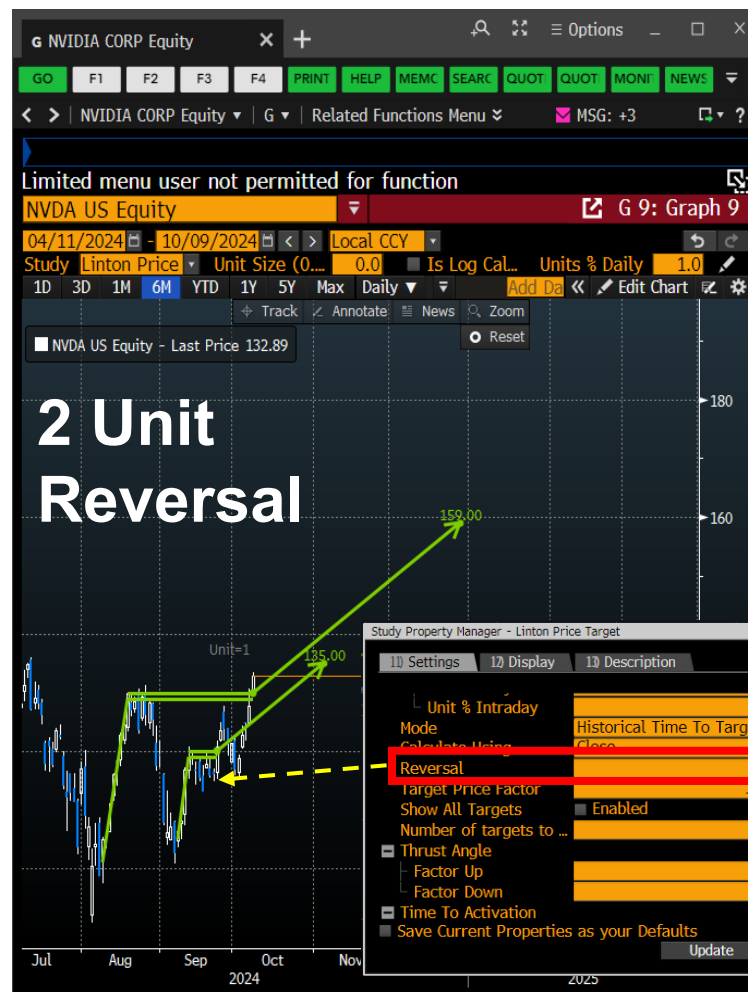 G NVIDIA CORP Equity × + Options
GO F1 F2 F3 F4 PRINT HELP MEMC SEARC QUOT QUOT MONIT NEWS
< > NVIDIA CORP Equity G Related Functions Menu MSG: +3 ?
Limited menu user not permitted for function
NVDA US Equity G 9: Graph 9
04/11/2024 - 10/09/2024 < > Local CCY
Study Linton Price Unit Size (0.... 0.0 Is Log Cal... Units % Daily 1.0
1D 3D 1M 6M YTD 1Y 5Y Max Daily Add Da Edit Chart
Track Annotate News Zoom
Reset
NVDA US Equity - Last Price 132.89
180
2 Unit
Reversal
159.00
160
Unit=1
135.00
Study Property Manager - Linton Price Target
11) Settings 12) Display 13) Description
Unit % Intraday
Mode Historical Time To Targ
Calculate Using Close
Reversal
Target Price Factor
Show All Targets Enabled
Number of targets to ...
Thrust Angle
Factor Up
Factor Down
Time To Activation
Save Current Properties as your Defaults
Update
Jul Aug Sep Oct Nov
2024 2025